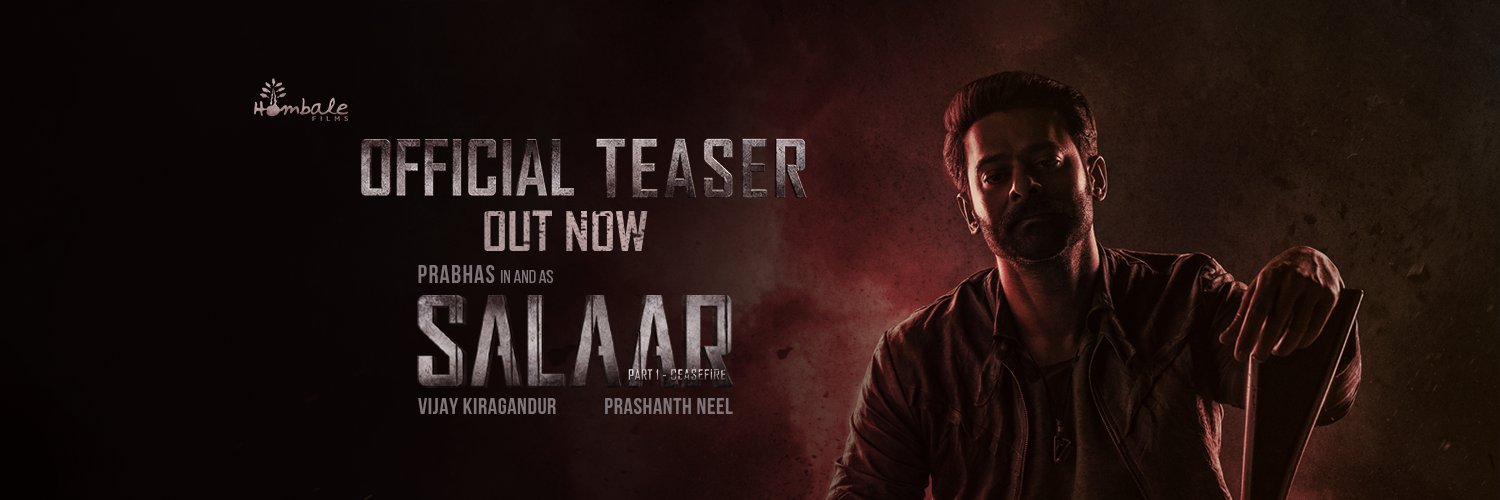 Hombale
FILMS
OFFICIAL TEASER
OUT NOW
PRABHAS IN AND AS
SALAAR
PART 1 - CEASEFIRE
VIJAY KIRAGANDUR PRASHANTH NEEL